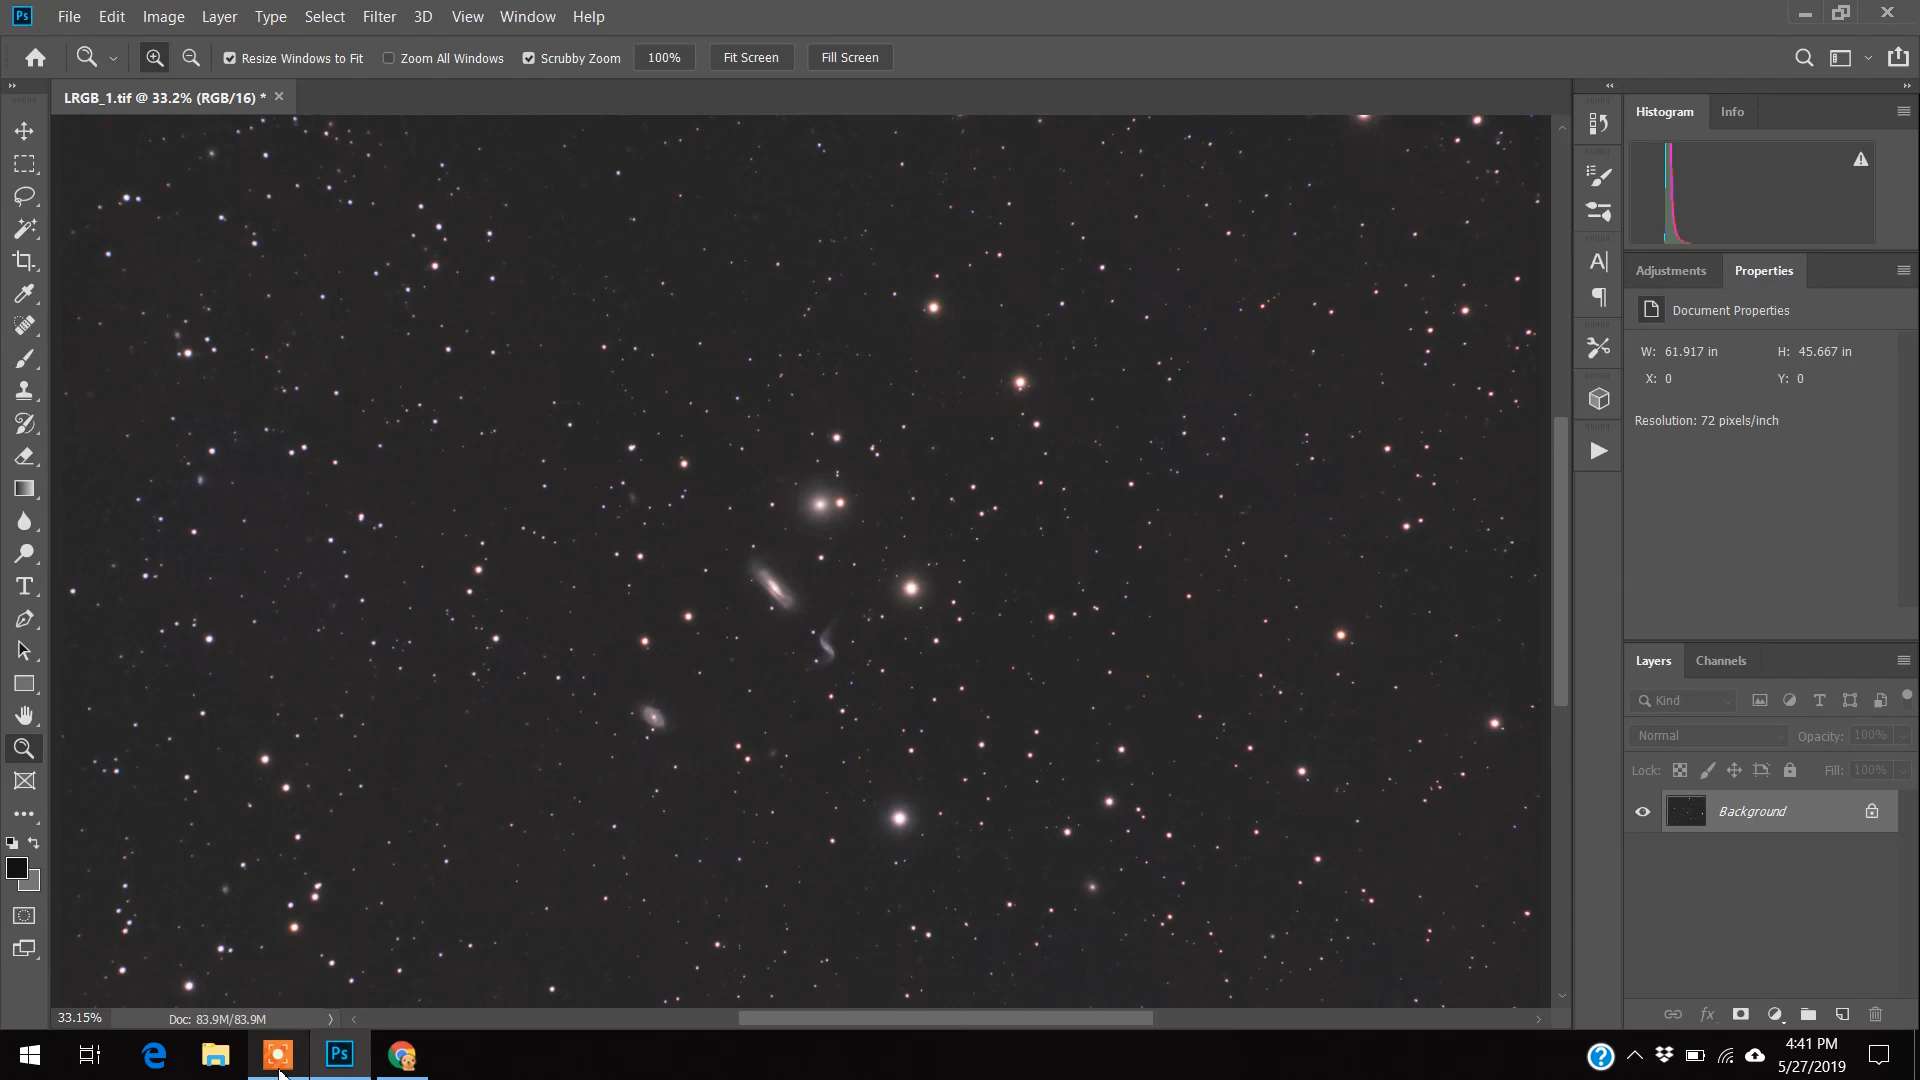 Ps File Edit Image Layer Type Select Filter 3D View Window Help
Resize Windows to Fit Zoom All Windows Scrubby Zoom 100% Fit Screen Fill Screen
LRGB_1.tif @ 33.2% (RGB/16) *
Histogram Info
Adjustments Properties
Document Properties
W: 61.917 in H: 45.667 in
X: 0 Y: 0
Resolution: 72 pixels/inch
Layers Channels
Kind
Normal Opacity: 100%
Lock: Fill: 100%
Background
33.15% Doc: 83.9M/83.9M
Ps
4:41 PM
5/27/2019